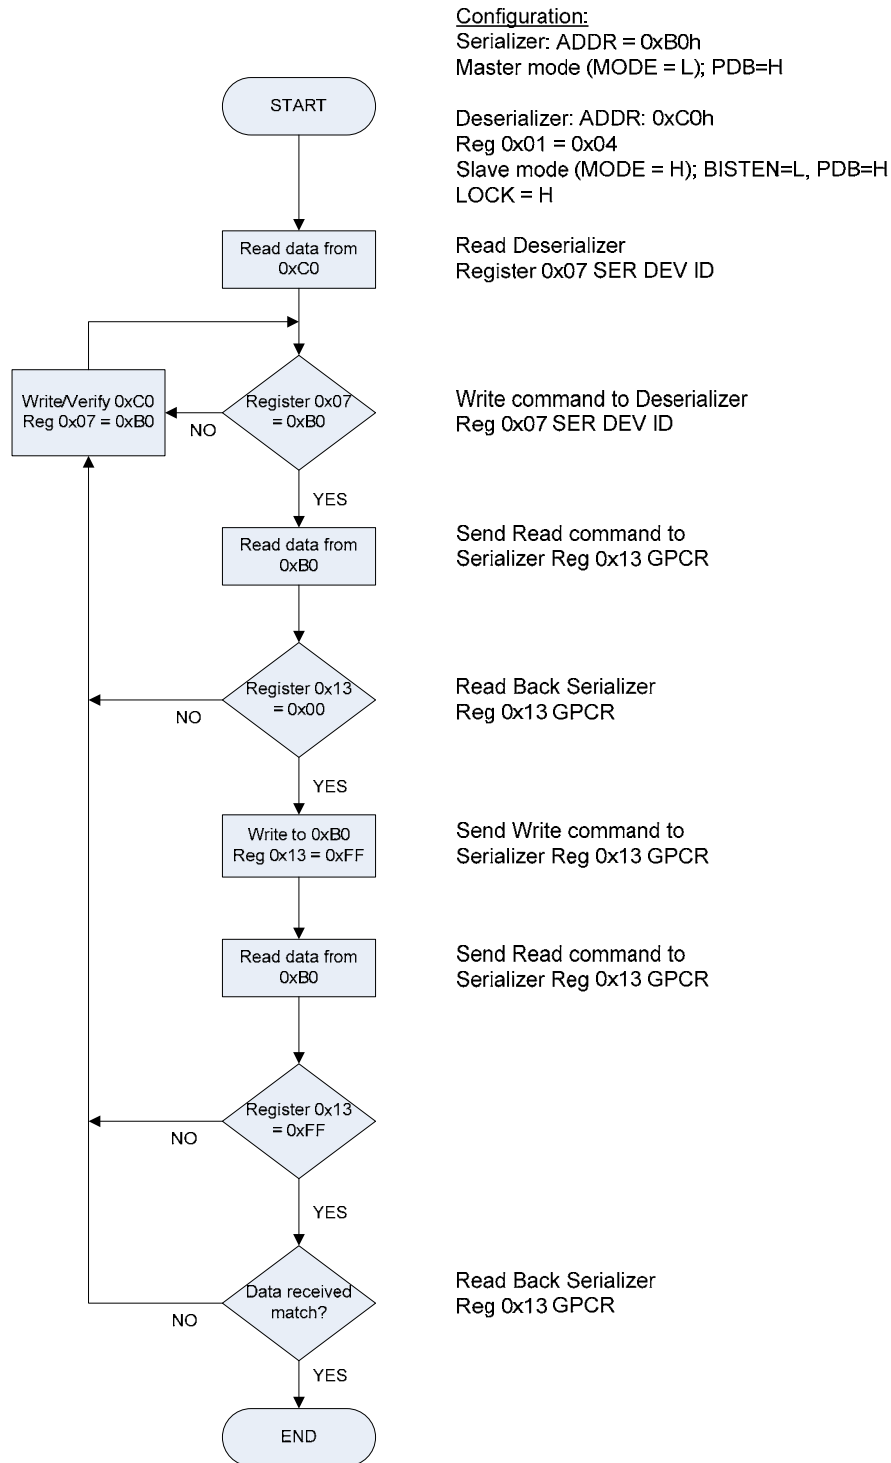 Configuration:
Serializer: ADDR = 0xB0h
Master mode (MODE = L); PDB=H
START
Deserializer: ADDR: 0xC0h
Reg 0x01 = 0x04
Slave mode (MODE = H); BISTEN=L, PDB=H
LOCK = H
Read data from
0xC0
Read Deserializer
Register 0x07 SER DEV ID
Write/Verify 0xC0
Reg 0x07 = 0xB0
NO
Register 0x07
= 0xB0
Write command to Deserializer
Reg 0x07 SER DEV ID
YES
Read data from
0xB0
Send Read command to
Serializer Reg 0x13 GPCR
Register 0x13
= 0x00
NO
Read Back Serializer
Reg 0x13 GPCR
YES
Write to 0xB0
Reg 0x13 = 0xFF
Send Write command to
Serializer Reg 0x13 GPCR
Read data from
0xB0
Send Read command to
Serializer Reg 0x13 GPCR
Register 0x13
= 0xFF
NO
YES
Data received
match?
NO
Read Back Serializer
Reg 0x13 GPCR
YES
END